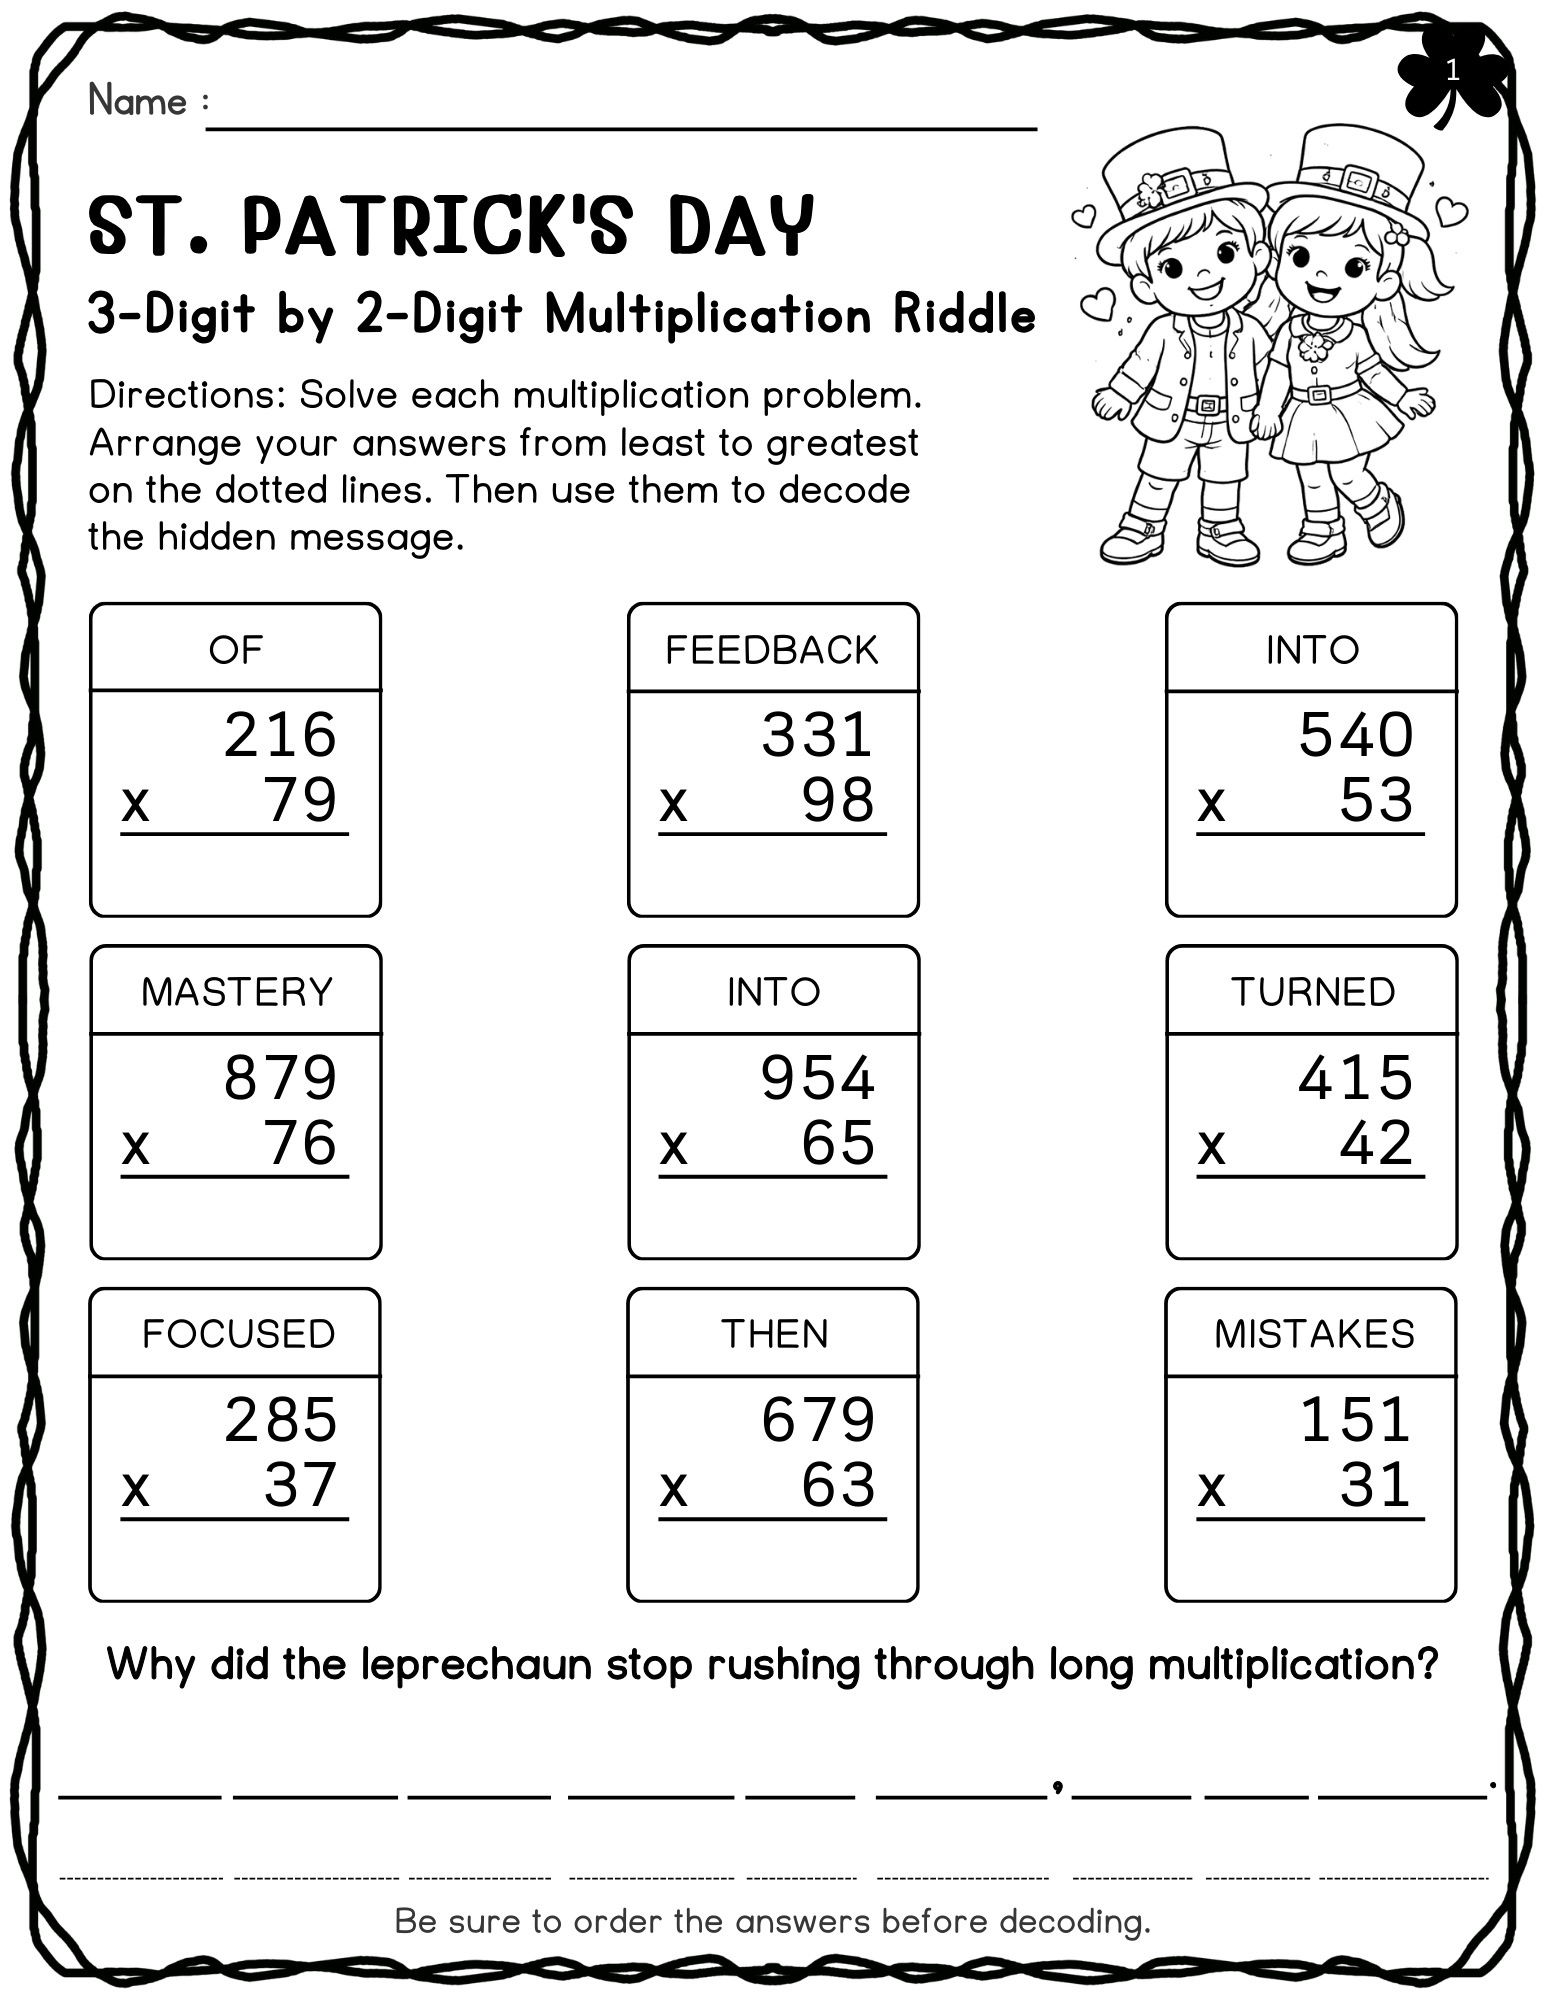 1
Name :
ST. PATRICK'S DAY
3-Digit by 2-Digit Multiplication Riddle
Directions: Solve each multiplication problem.
Arrange your answers from least to greatest
on the dotted lines. Then use them to decode
the hidden message.
OF
216
x 79
FEEDBACK
331
x 98
INTO
540
x 53
MASTERY
879
x 76
INTO
954
x 65
TURNED
415
x 42
FOCUSED
285
x 37
THEN
679
x 63
MISTAKES
151
x 31
Why did the leprechaun stop rushing through long multiplication?
, .
Be sure to order the answers before decoding.